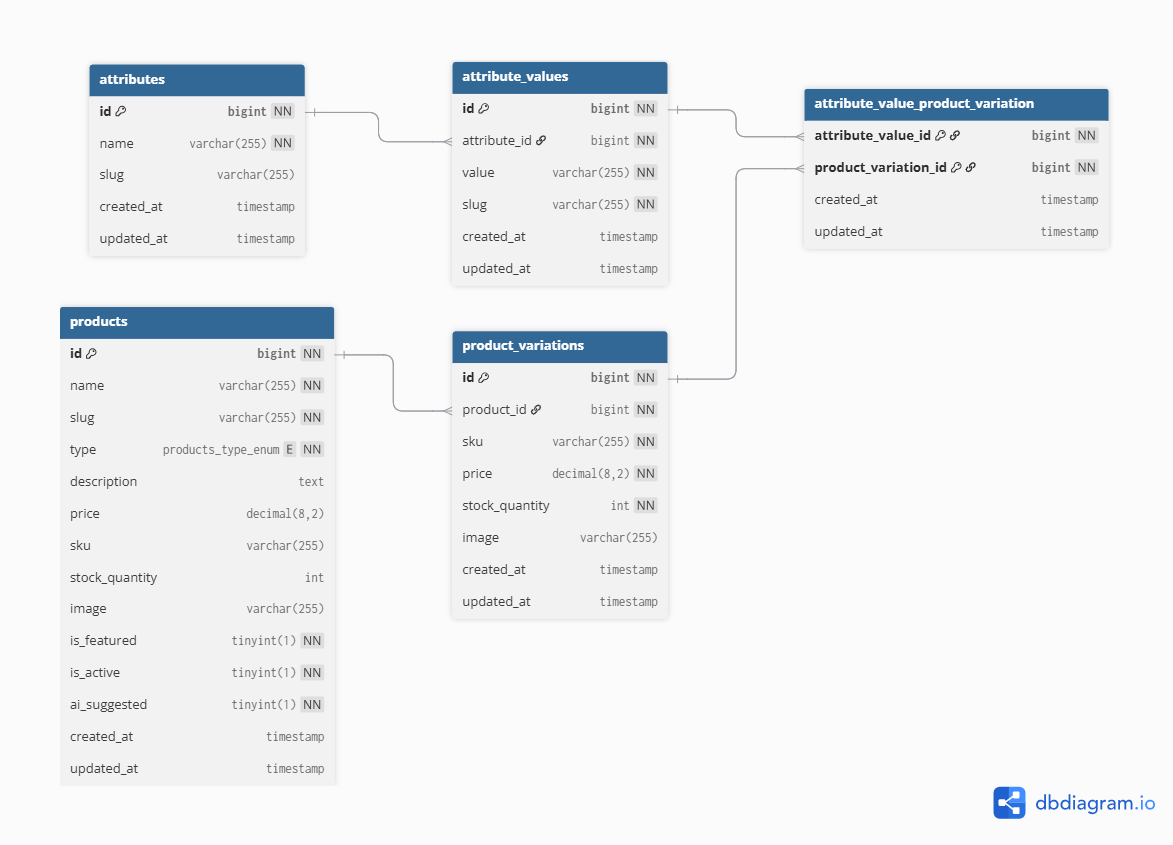 attributes
id bigint NN
name varchar(255) NN
slug varchar(255)
created_at timestamp
updated_at timestamp
attribute_values
id bigint NN
attribute_id bigint NN
value varchar(255) NN
slug varchar(255) NN
created_at timestamp
updated_at timestamp
attribute_value_product_variation
attribute_value_id bigint NN
product_variation_id bigint NN
created_at timestamp
updated_at timestamp
products
id bigint NN
name varchar(255) NN
slug varchar(255) NN
type products_type_enum E NN
description text
price decimal(8,2)
sku varchar(255)
stock_quantity int
image varchar(255)
is_featured tinyint(1) NN
is_active tinyint(1) NN
ai_suggested tinyint(1) NN
created_at timestamp
updated_at timestamp
product_variations
id bigint NN
product_id bigint NN
sku varchar(255) NN
price decimal(8,2) NN
stock_quantity int NN
image varchar(255)
created_at timestamp
updated_at timestamp
dbdiagram.io